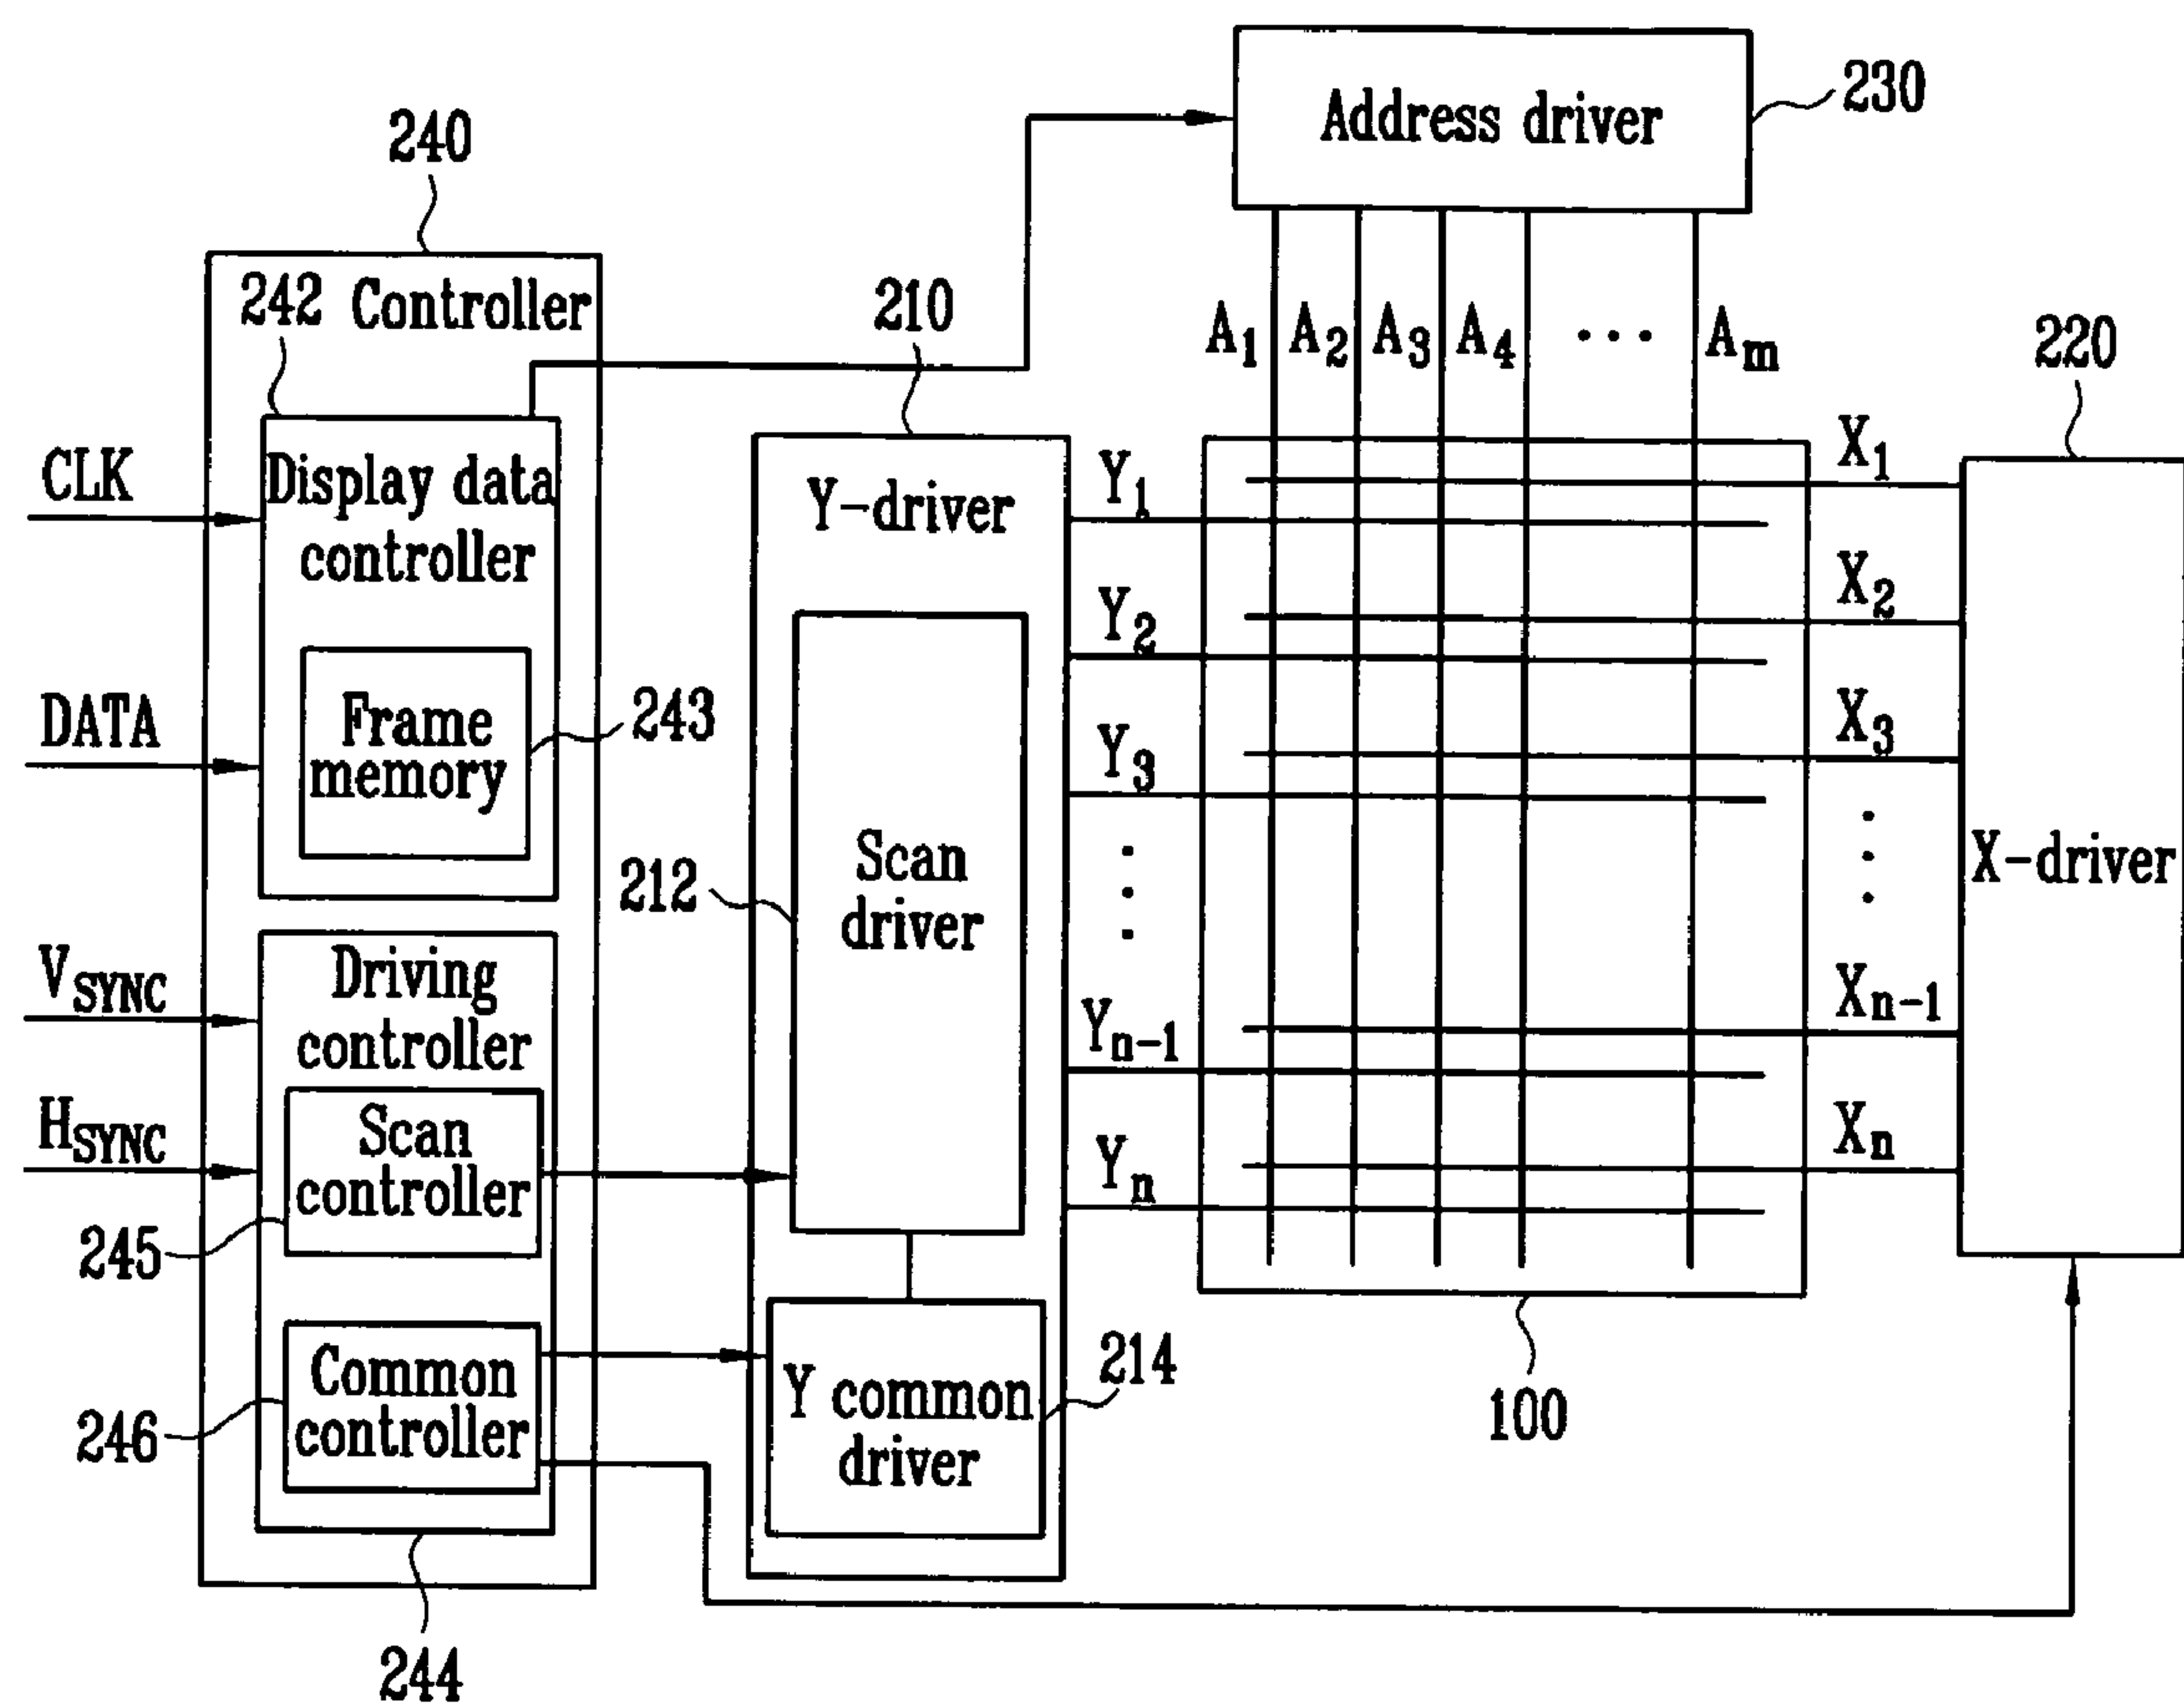 230
Address driver
240
242 Controller
210
220
A1 A2 A3 A4 ... Am
CLK
Display data
controller
Y-driver
Y1
X1
Y2
X2
DATA
Frame
memory
243
Y3
X3
212
Scan
driver
X-driver
VSYNC
Driving
controller
Yn-1
Xn-1
HSYNC
Scan
controller
Yn
Xn
245
Common
controller
246
Y common
driver
214
100
244